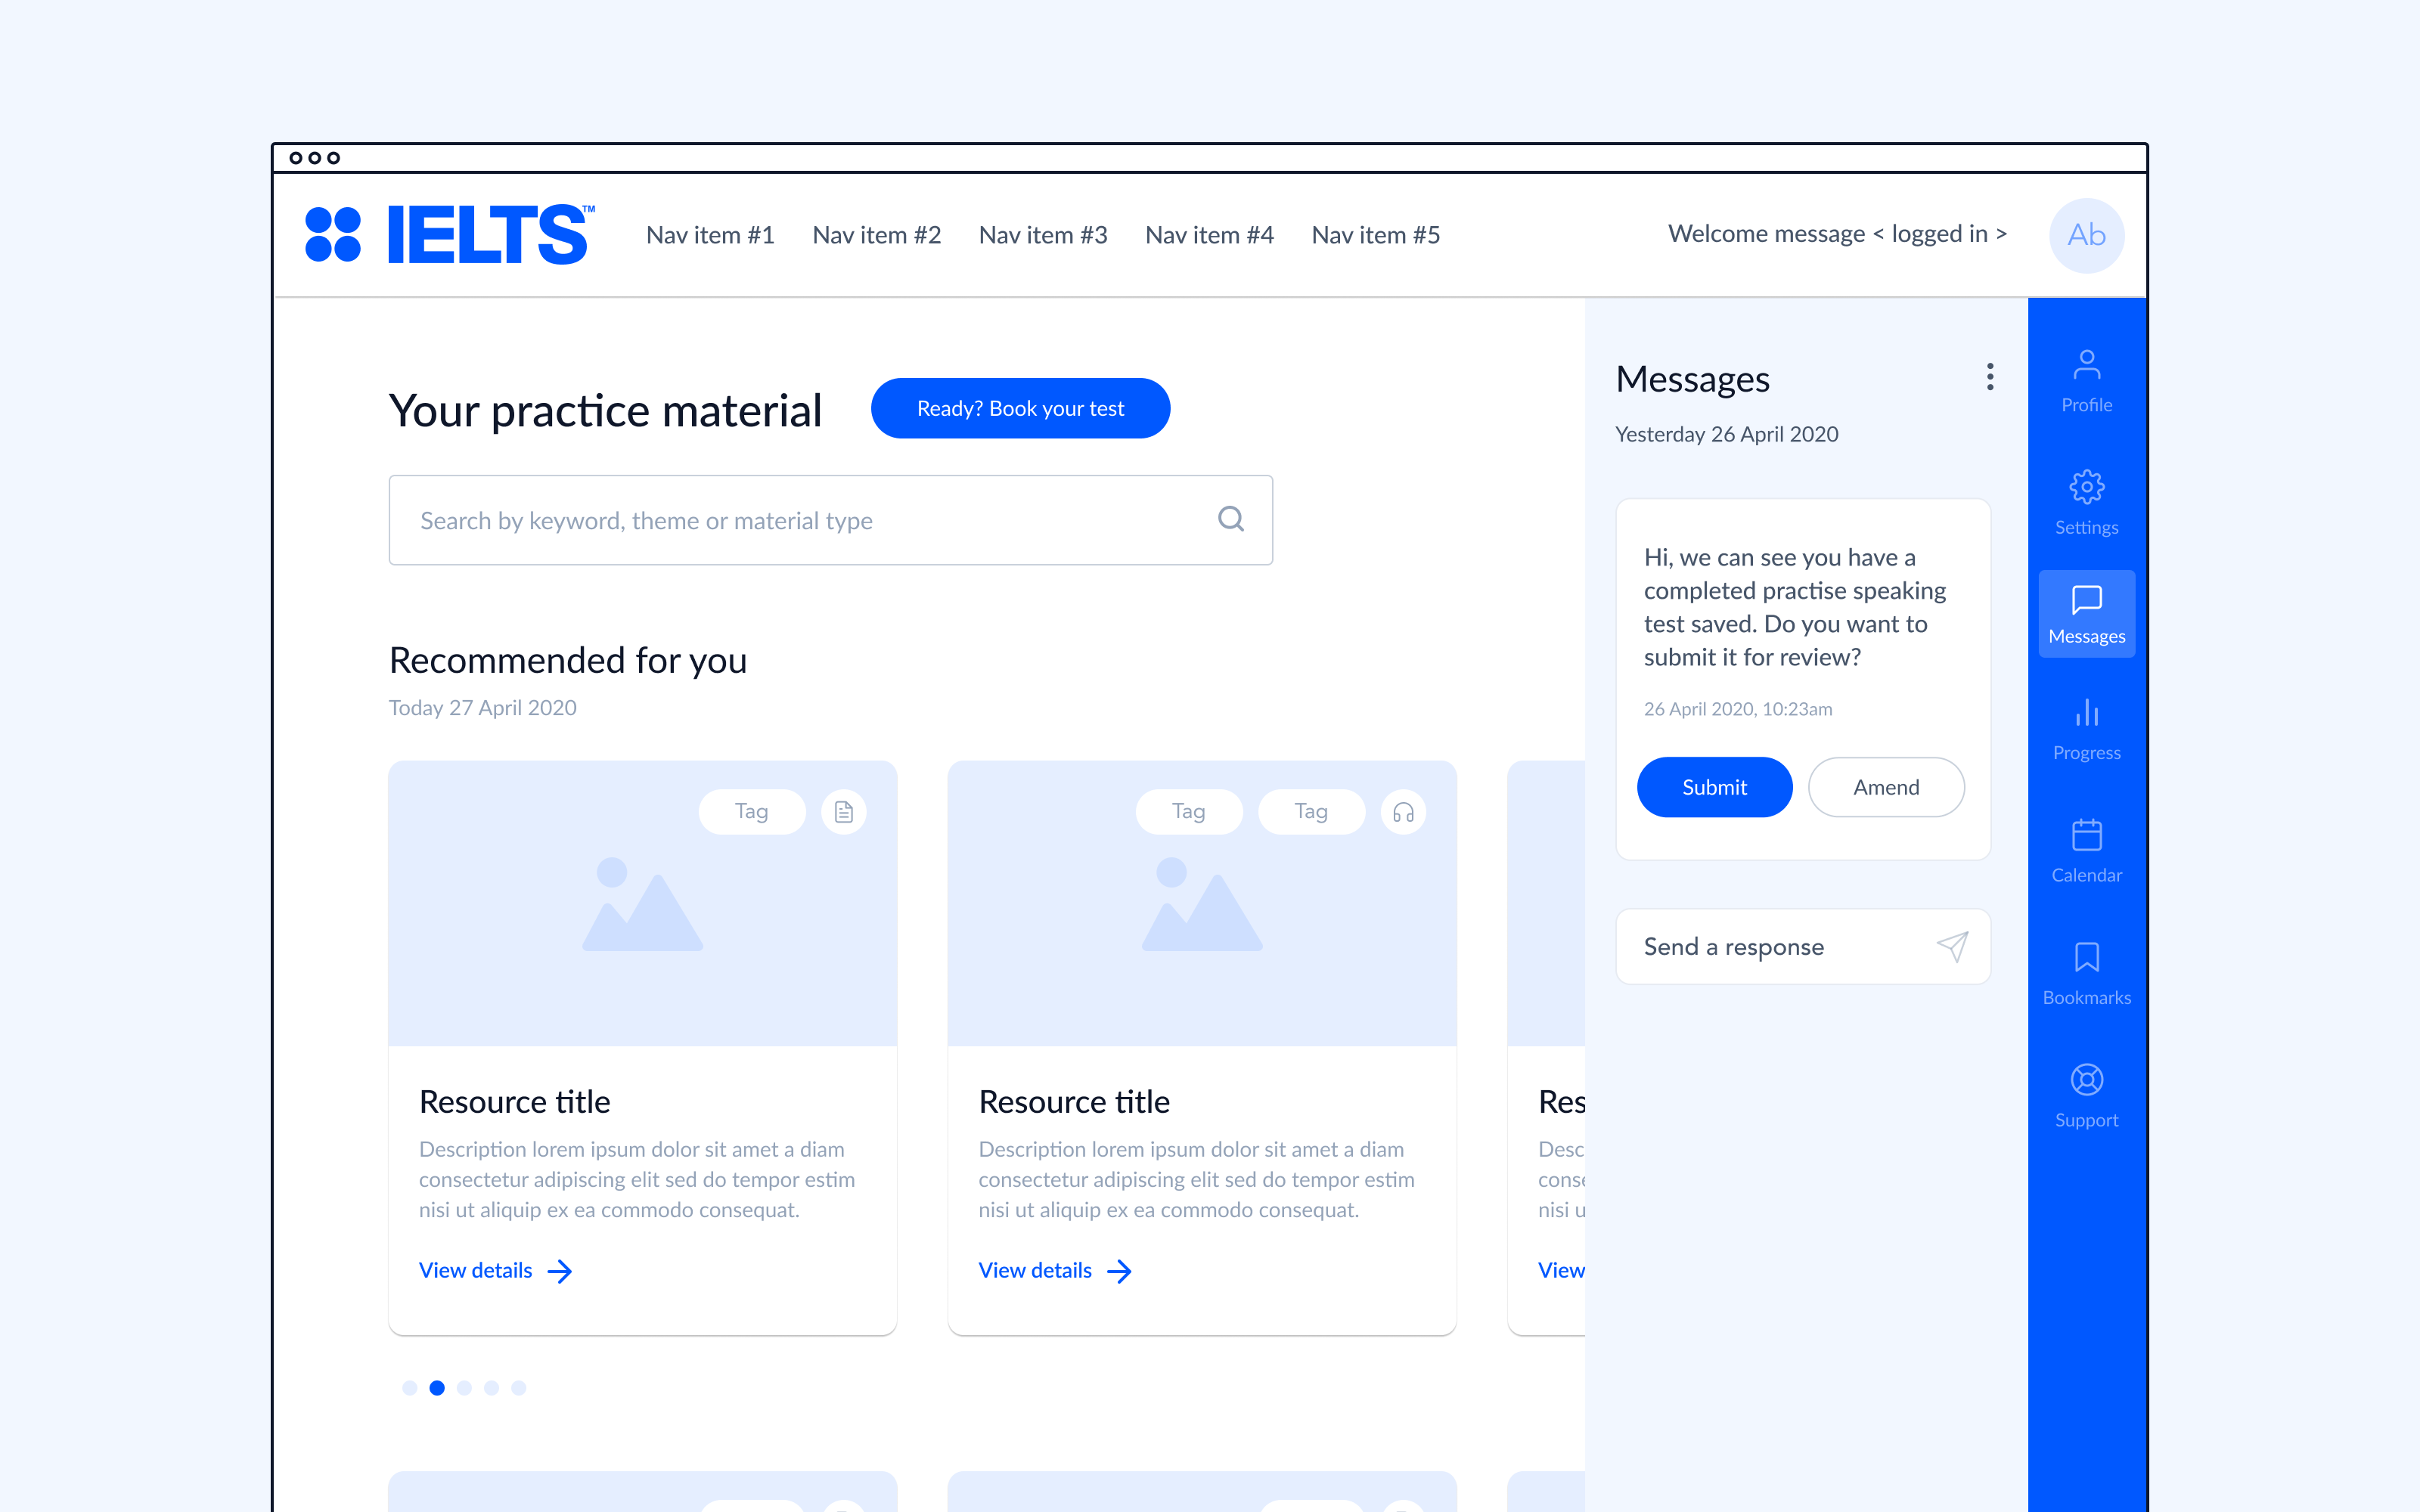 IELTS™
Nav item #1
Nav item #2
Nav item #3
Nav item #4
Nav item #5
Welcome message < logged in >
Ab
Your practice material
Ready? Book your test
Search by keyword, theme or material type
Recommended for you
Today 27 April 2020
Tag
Resource title
Description lorem ipsum dolor sit amet a diam
consectetur adipiscing elit sed do tempor estim
nisi ut aliquip ex ea commodo consequat.
View details
Tag
Tag
Resource title
Description lorem ipsum dolor sit amet a diam
consectetur adipiscing elit sed do tempor estim
nisi ut aliquip ex ea commodo consequat.
View details
Res
Desc
conse
nisi u
View
Messages
Yesterday 26 April 2020
Hi, we can see you have a
completed practise speaking
test saved. Do you want to
submit it for review?
26 April 2020, 10:23am
Submit
Amend
Send a response
Profile
Settings
Messages
Progress
Calendar
Bookmarks
Support